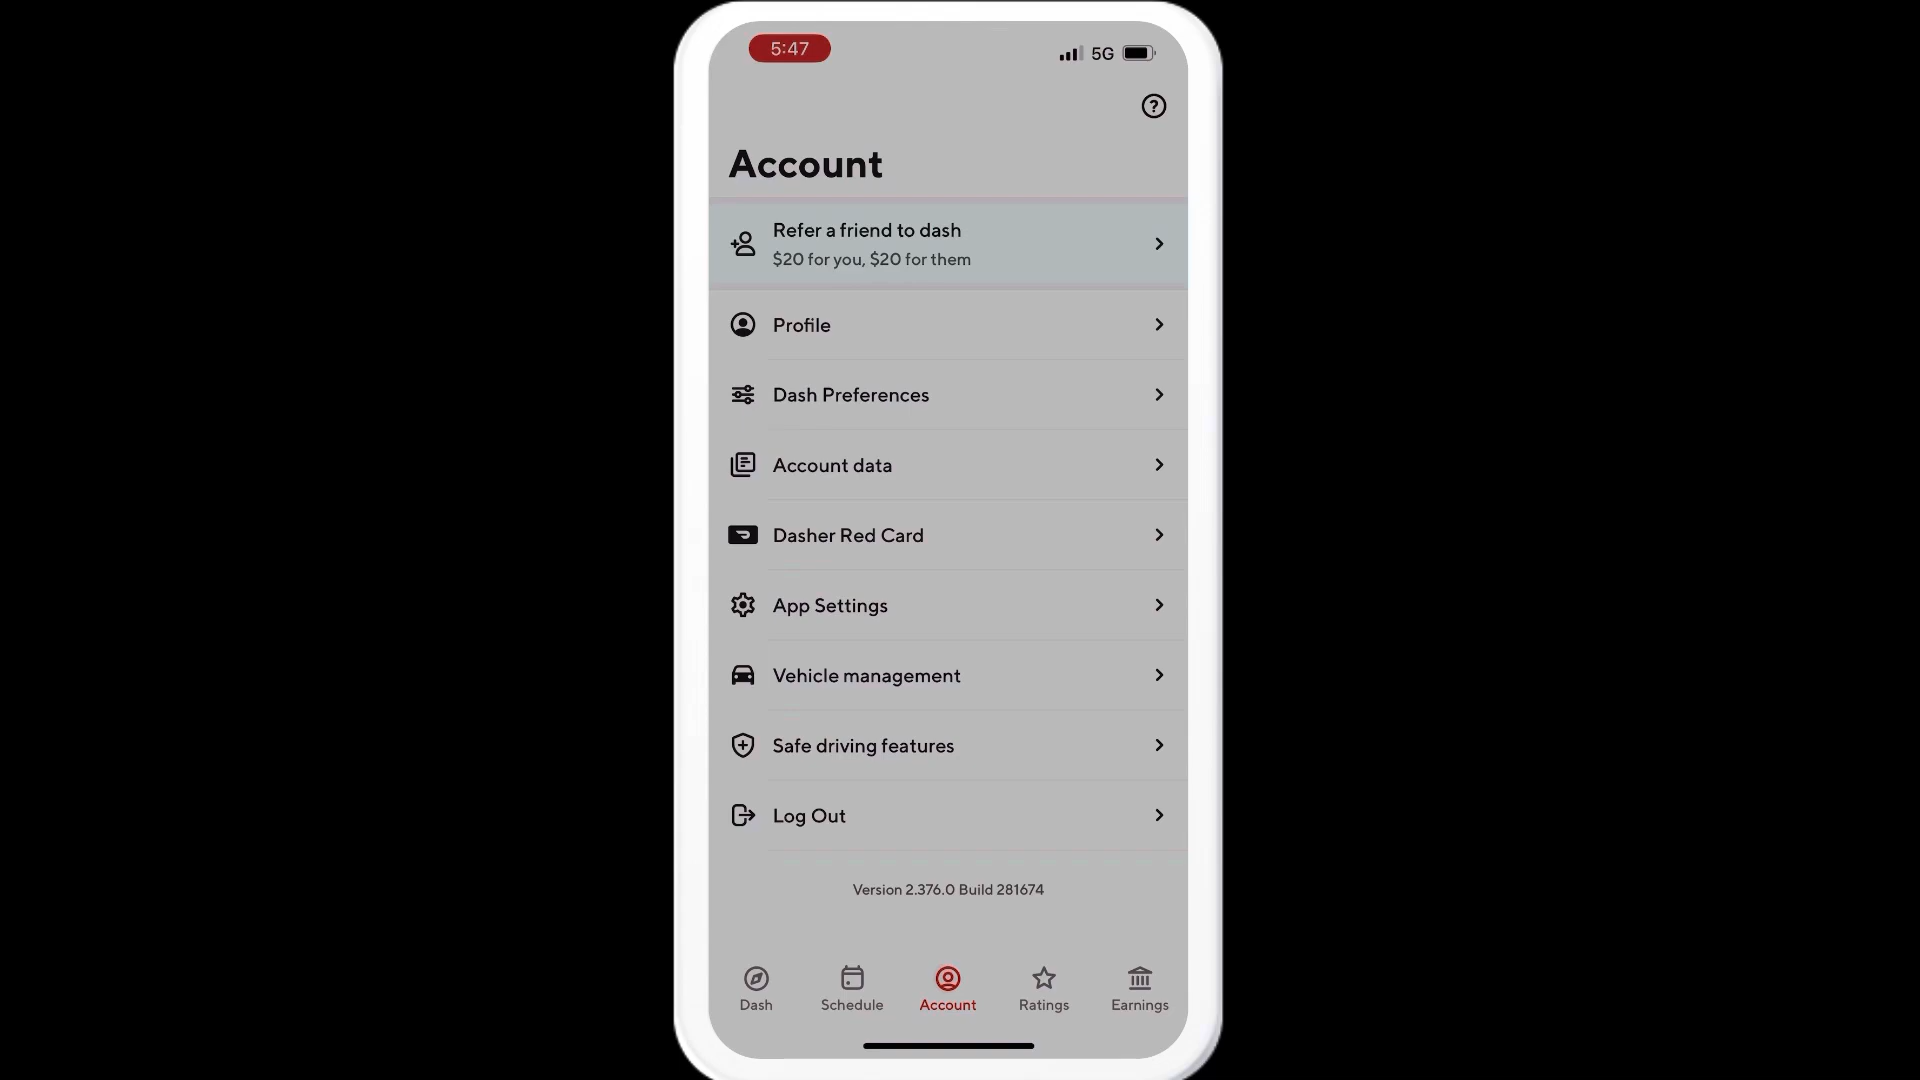 5:47
5G
Account
Refer a friend to dash
$20 for you, $20 for them
Profile
Dash Preferences
Account data
Dasher Red Card
App Settings
Vehicle management
Safe driving features
Log Out
Version 2.376.0 Build 281674
Dash
Schedule
Account
Ratings
Earnings